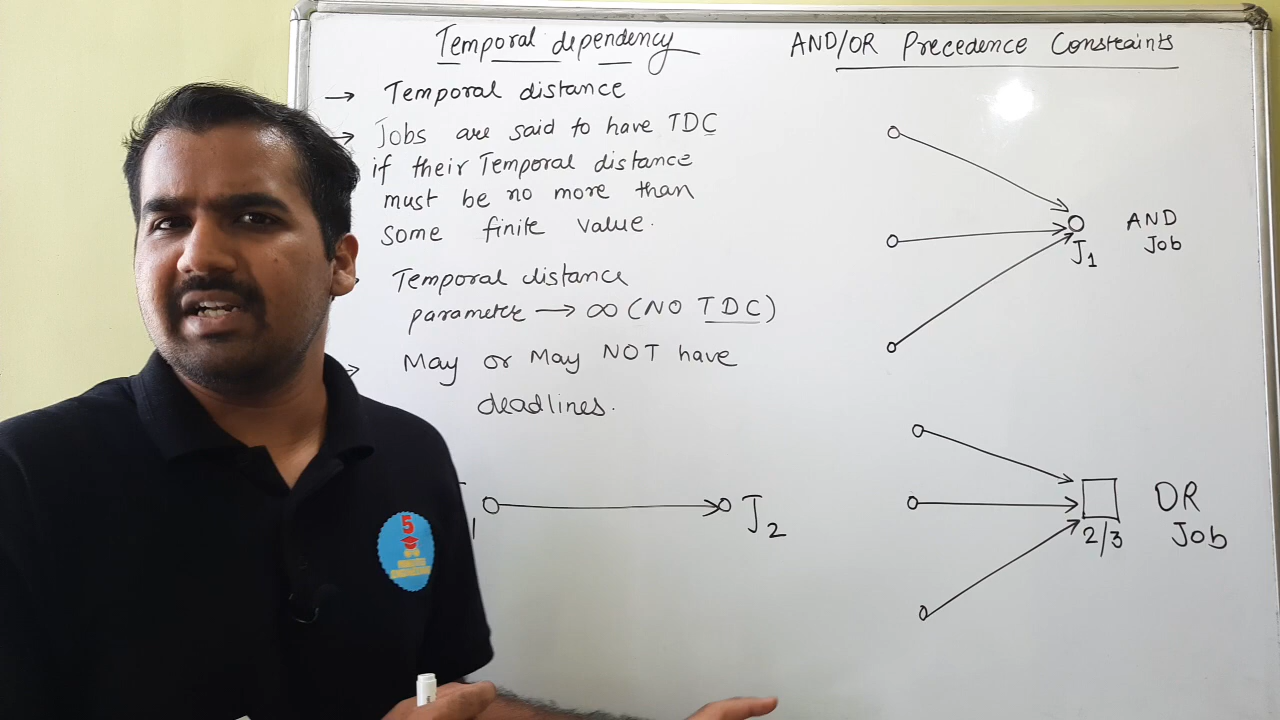 Temporal dependency
→ Temporal distance
→ Jobs are said to have TDC
if their Temporal distance
must be no more than
some finite value.
Temporal distance
parameter → ∞ (NO TDC)
→ May or May NOT have
deadlines.
1
J2
AND/OR Precedence Constraints
J1
AND
Job
2/3
OR
Job
5